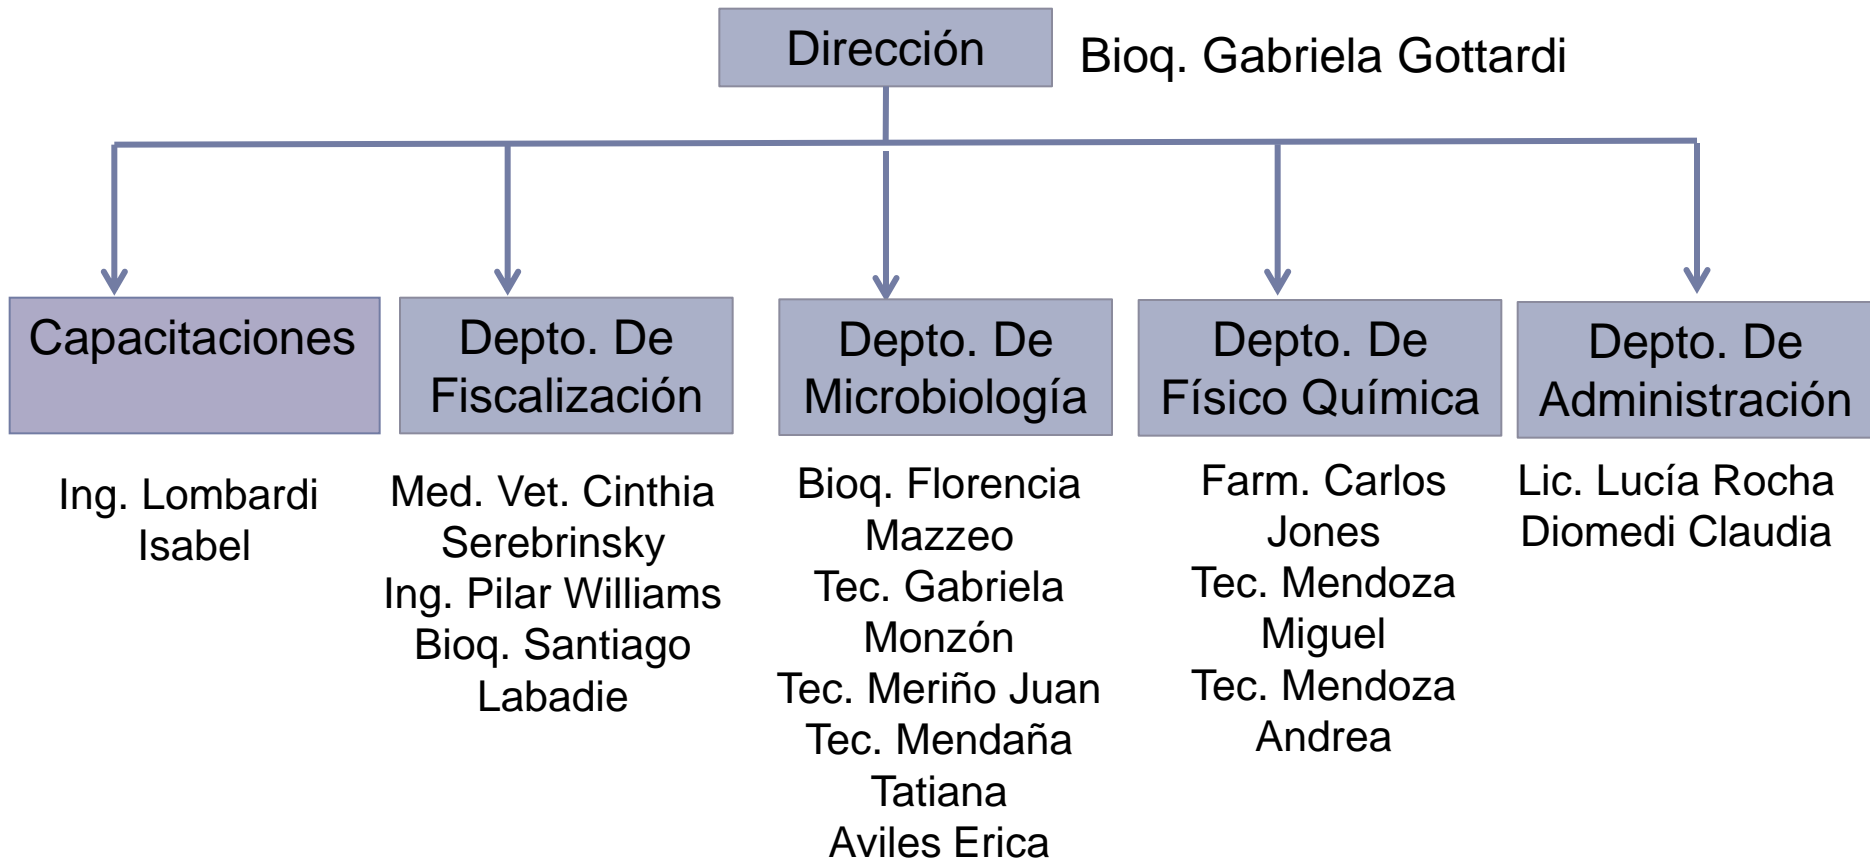 Dirección
Bioq. Gabriela Gottardi
Capacitaciones
Ing. Lombardi
Isabel
Depto. De
Fiscalización
Med. Vet. Cinthia
Serebrinsky
Ing. Pilar Williams
Bioq. Santiago
Labadie
Depto. De
Microbiología
Bioq. Florencia
Mazzeo
Tec. Gabriela
Monzón
Tec. Meriño Juan
Tec. Mendaña
Tatiana
Aviles Erica
Depto. De
Físico Química
Farm. Carlos
Jones
Tec. Mendoza
Miguel
Tec. Mendoza
Andrea
Depto. De
Administración
Lic. Lucía Rocha
Diomedi Claudia